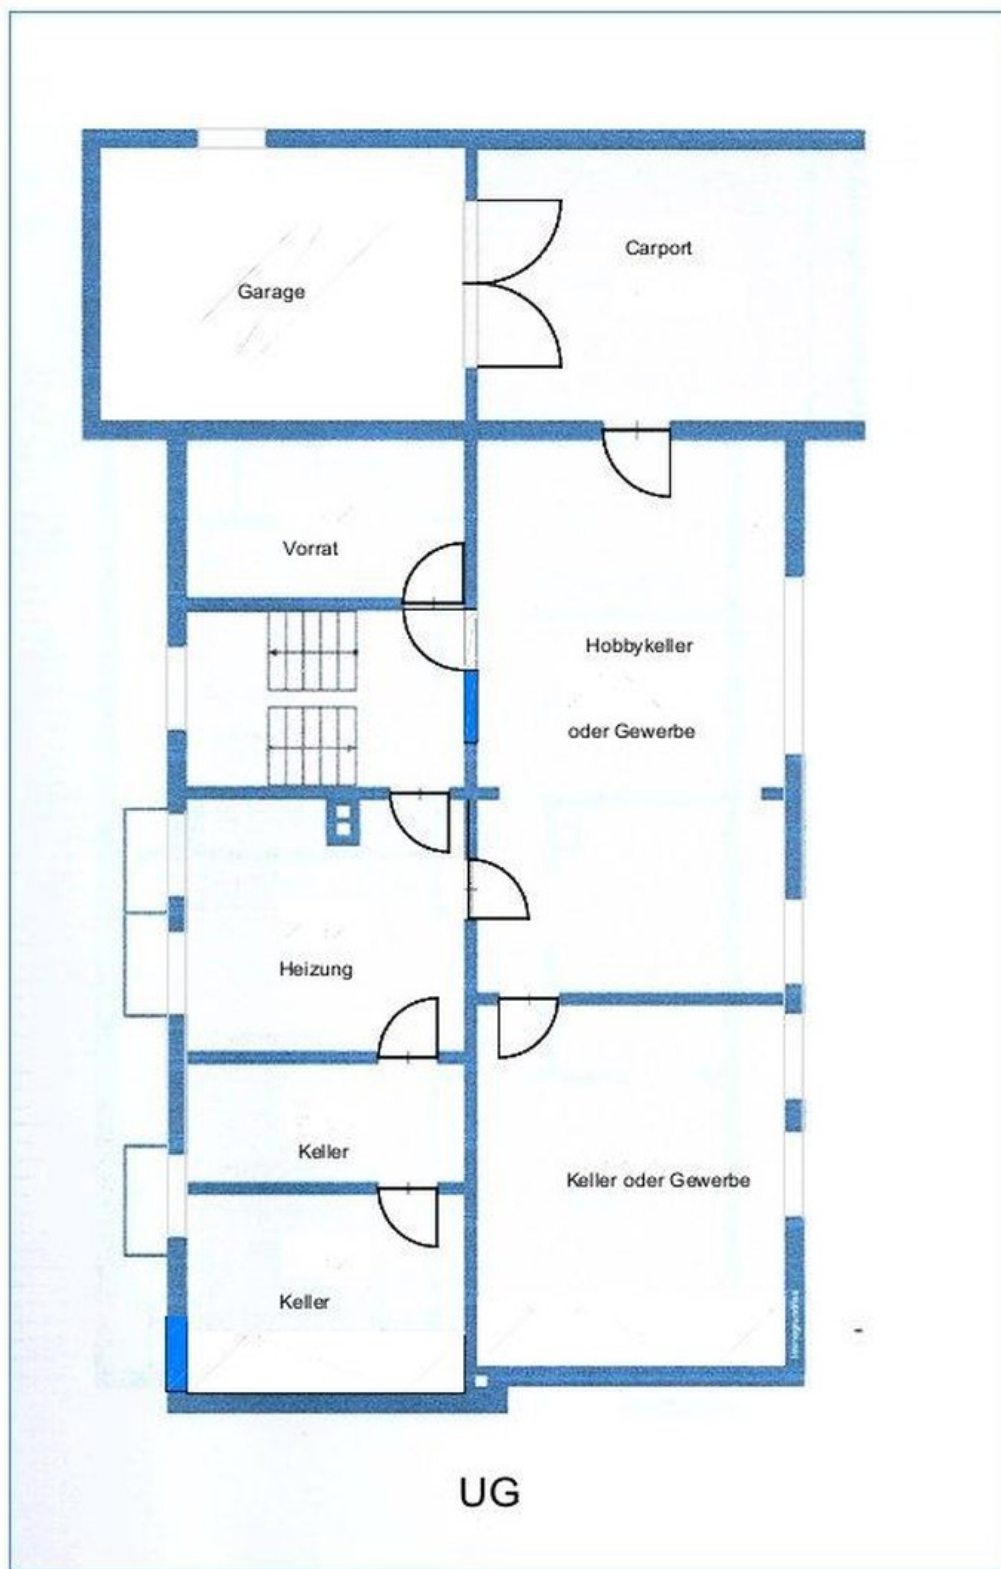 Carport
Garage
Vorrat
Hobbykeller
oder Gewerbe
Heizung
Keller
Keller oder Gewerbe
Keller
UG